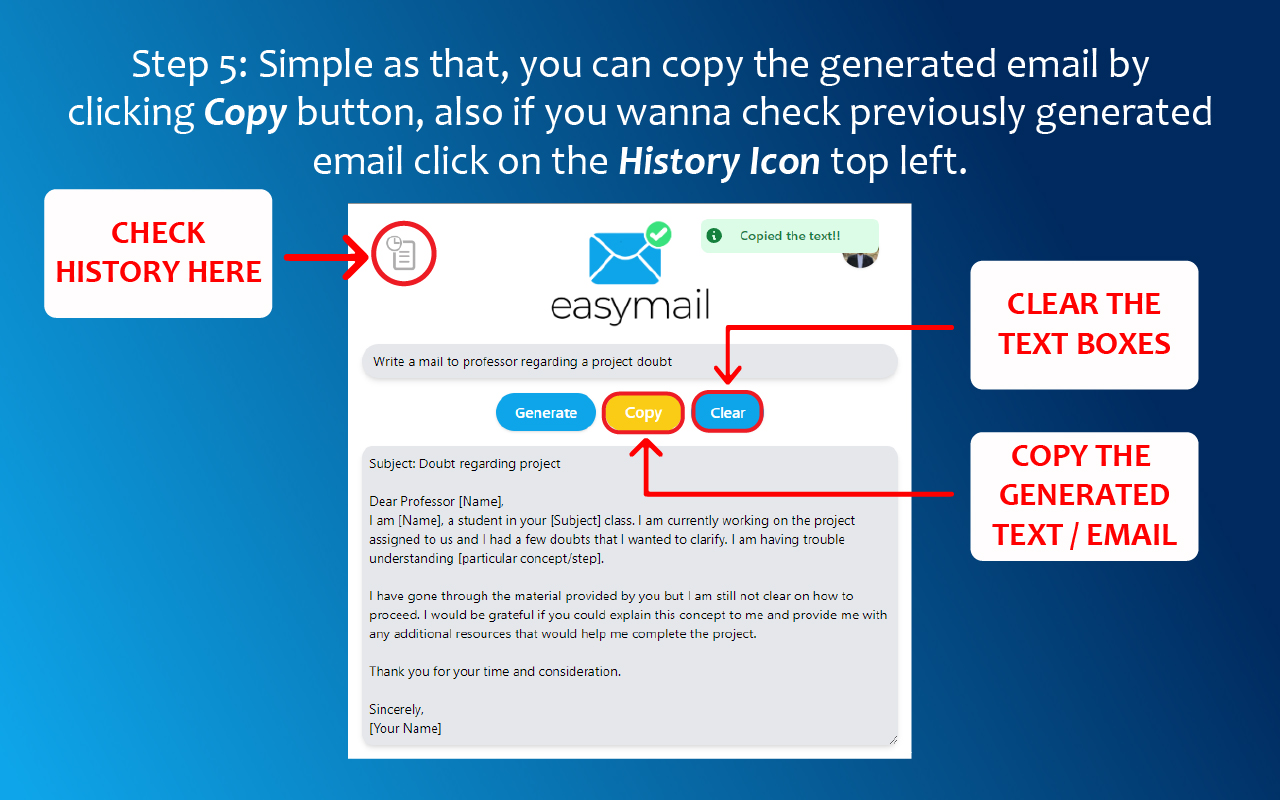 Step 5: Simple as that, you can copy the generated email by
clicking Copy button, also if you wanna check previously generated
email click on the History Icon top left.
CHECK
HISTORY HERE
Copied the text!!
easymail
CLEAR THE
TEXT BOXES
Write a mail to professor regarding a project doubt
Generate
Copy
Clear
COPY THE
GENERATED
TEXT / EMAIL
Subject: Doubt regarding project
Dear Professor [Name],
I am [Name], a student in your [Subject] class. I am currently working on the project
assigned to us and I had a few doubts that I wanted to clarify. I am having trouble
understanding [particular concept/step].
I have gone through the material provided by you but I am still not clear on how to
proceed. I would be grateful if you could explain this concept to me and provide me with
any additional resources that would help me complete the project.
Thank you for your time and consideration.
Sincerely,
[Your Name]